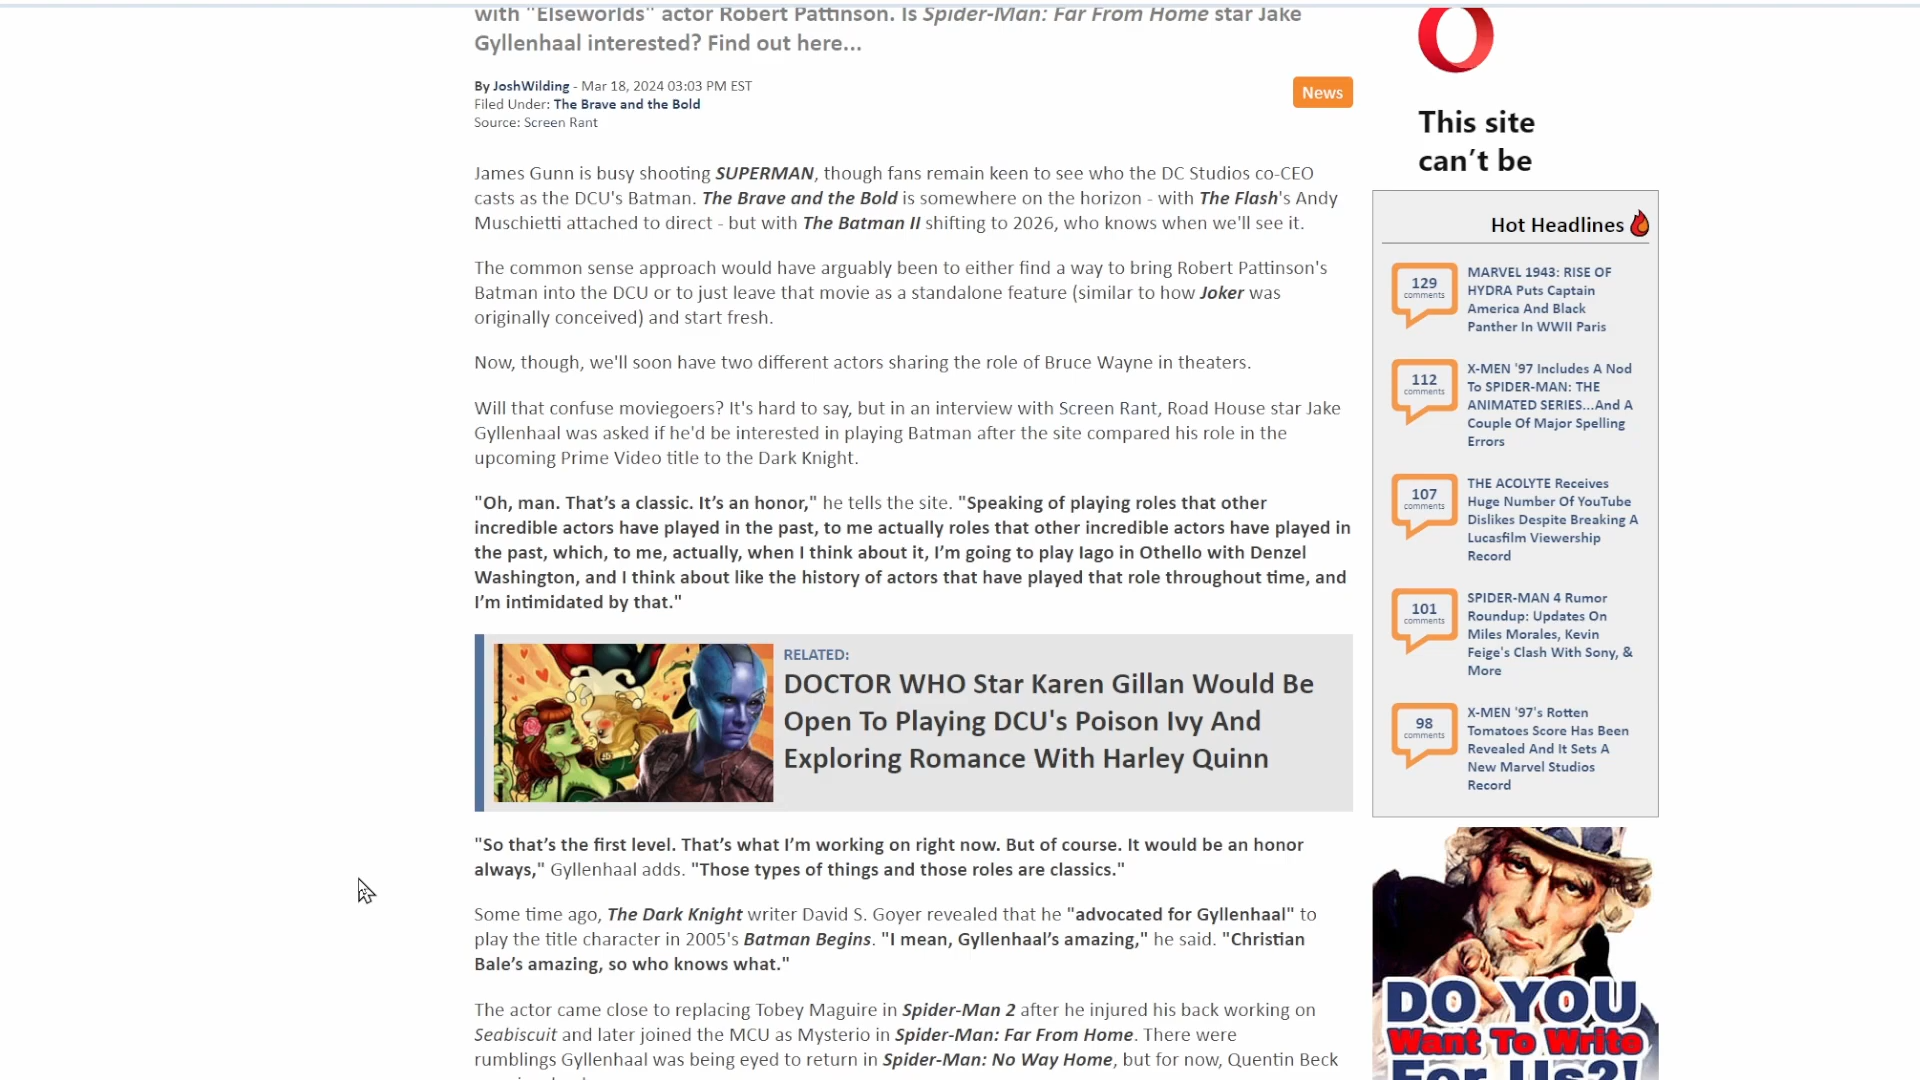 with "Elseworlds" actor Robert Pattinson. Is Spider-Man: Far From Home star Jake
Gyllenhaal interested? Find out here...
By JoshWilding - Mar 18, 2024 03:03 PM EST
Filed Under: The Brave and the Bold
Source: Screen Rant
News
James Gunn is busy shooting SUPERMAN, though fans remain keen to see who the DC Studios co-CEO
casts as the DCU's Batman. The Brave and the Bold is somewhere on the horizon - with The Flash's Andy
Muschietti attached to direct - but with The Batman II shifting to 2026, who knows when we'll see it.
The common sense approach would have arguably been to either find a way to bring Robert Pattinson's
Batman into the DCU or to just leave that movie as a standalone feature (similar to how Joker was
originally conceived) and start fresh.
Now, though, we'll soon have two different actors sharing the role of Bruce Wayne in theaters.
Will that confuse moviegoers? It's hard to say, but in an interview with Screen Rant, Road House star Jake
Gyllenhaal was asked if he'd be interested in playing Batman after the site compared his role in the
upcoming Prime Video title to the Dark Knight.
"Oh, man. That’s a classic. It’s an honor," he tells the site. "Speaking of playing roles that other
incredible actors have played in the past, to me actually roles that other incredible actors have played in
the past, which, to me, actually, when I think about it, I’m going to play Iago in Othello with Denzel
Washington, and I think about like the history of actors that have played that role throughout time, and
I’m intimidated by that."
RELATED:
DOCTOR WHO Star Karen Gillan Would Be
Open To Playing DCU's Poison Ivy And
Exploring Romance With Harley Quinn
"So that’s the first level. That’s what I’m working on right now. But of course. It would be an honor
always," Gyllenhaal adds. "Those types of things and those roles are classics."
Some time ago, The Dark Knight writer David S. Goyer revealed that he "advocated for Gyllenhaal" to
play the title character in 2005's Batman Begins. "I mean, Gyllenhaal’s amazing," he said. "Christian
Bale’s amazing, so who knows what."
The actor came close to replacing Tobey Maguire in Spider-Man 2 after he injured his back working on
Seabiscuit and later joined the MCU as Mysterio in Spider-Man: Far From Home. There were
rumblings Gyllenhaal was being eyed to return in Spider-Man: No Way Home, but for now, Quentin Beck
This site
can’t be
Hot Headlines
129
comments
MARVEL 1943: RISE OF
HYDRA Puts Captain
America And Black
Panther In WWII Paris
112
comments
X-MEN '97 Includes A Nod
To SPIDER-MAN: THE
ANIMATED SERIES...And A
Couple Of Major Spelling
Errors
107
comments
THE ACOLYTE Receives
Huge Number Of YouTube
Dislikes Despite Breaking A
Lucasfilm Viewership
Record
101
comments
SPIDER-MAN 4 Rumor
Roundup: Updates On
Miles Morales, Kevin
Feige's Clash With Sony, &
More
98
comments
X-MEN '97's Rotten
Tomatoes Score Has Been
Revealed And It Sets A
New Marvel Studios
Record
DO YOU
Want To Write
For Us?!